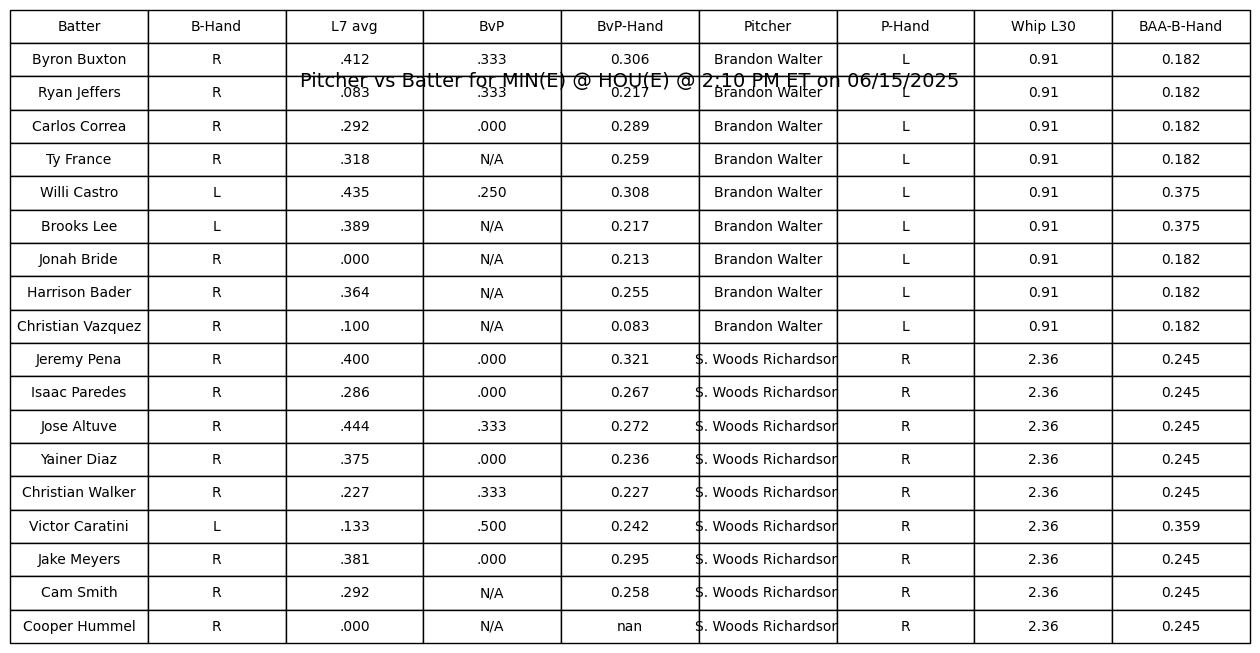 Batter B-Hand L7 avg BvP BvP-Hand Pitcher P-Hand Whip L30 BAA-B-Hand
Byron Buxton R .412 .333 0.306 Brandon Walter L 0.91 0.182
Pitcher vs Batter for MIN(E) @ HOU(E) @ 2:10 PM ET on 06/15/2025
Ryan Jeffers R .083 .333 0.217 Brandon Walter L 0.91 0.182
Carlos Correa R .292 .000 0.289 Brandon Walter L 0.91 0.182
Ty France R .318 N/A 0.259 Brandon Walter L 0.91 0.182
Willi Castro L .435 .250 0.308 Brandon Walter L 0.91 0.375
Brooks Lee L .389 N/A 0.217 Brandon Walter L 0.91 0.375
Jonah Bride R .000 N/A 0.213 Brandon Walter L 0.91 0.182
Harrison Bader R .364 N/A 0.255 Brandon Walter L 0.91 0.182
Christian Vazquez R .100 N/A 0.083 Brandon Walter L 0.91 0.182
Jeremy Pena R .400 .000 0.321 S. Woods Richardson R 2.36 0.245
Isaac Paredes R .286 .000 0.267 S. Woods Richardson R 2.36 0.245
Jose Altuve R .444 .333 0.272 S. Woods Richardson R 2.36 0.245
Yainer Diaz R .375 .000 0.236 S. Woods Richardson R 2.36 0.245
Christian Walker R .227 .333 0.227 S. Woods Richardson R 2.36 0.245
Victor Caratini L .133 .500 0.242 S. Woods Richardson R 2.36 0.359
Jake Meyers R .381 .000 0.295 S. Woods Richardson R 2.36 0.245
Cam Smith R .292 N/A 0.258 S. Woods Richardson R 2.36 0.245
Cooper Hummel R .000 N/A nan S. Woods Richardson R 2.36 0.245